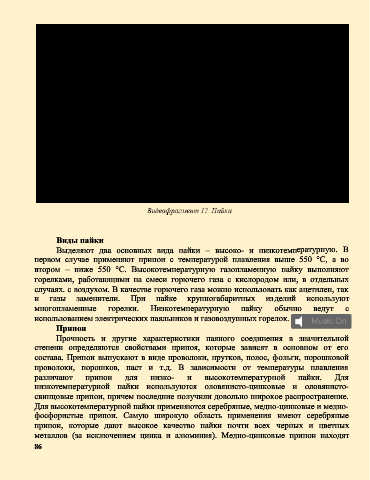 Видеофрагмент 12. Пайка
Виды пайки
Выделяют два основных вида пайки – высоко- и низкотемпературную. В
первом случае применяют припои с температурой плавления выше 550 °С, а во
втором – ниже 550 °С. Высокотемпературную газопламенную пайку выполняют
горелками, работающими на смеси горючего газа с кислородом или, в отдельных
случаях. с воздухом. В качестве горючего газа можно использовать как ацетилен, так
и газы заменители. При пайке крупногабаритных изделий используют
многопламенные горелки. Низкотемпературную пайку обычно ведут с
использованием электрических паяльников и газовоздушных горелок.
Music On
Припои
Прочность и другие характеристики паяного соединения в значительной
степени определяются свойствами припоя, которые зависят в основном от его
состава. Припои выпускают в виде проволоки, прутков, полос, фольги, порошковой
проволоки, порошков, паст и т.д. В зависимости от температуры плавления
различают припои для низко- и высокотемпературной пайки. Для
низкотемпературной пайки используются оловянисто-цинковые и оловянисто-
свинцовые припои, причем последние получили довольно широкое распространение.
Для высокотемпературной пайки применяются серебряные, медно-цинковые и медно-
фосфористые припои. Самую широкую область применения имеют серебряные
припои, которые дают высокое качество пайки почти всех черных и цветных
металлов (за исключением цинка и алюминия). Медно-цинковые припои находят
86